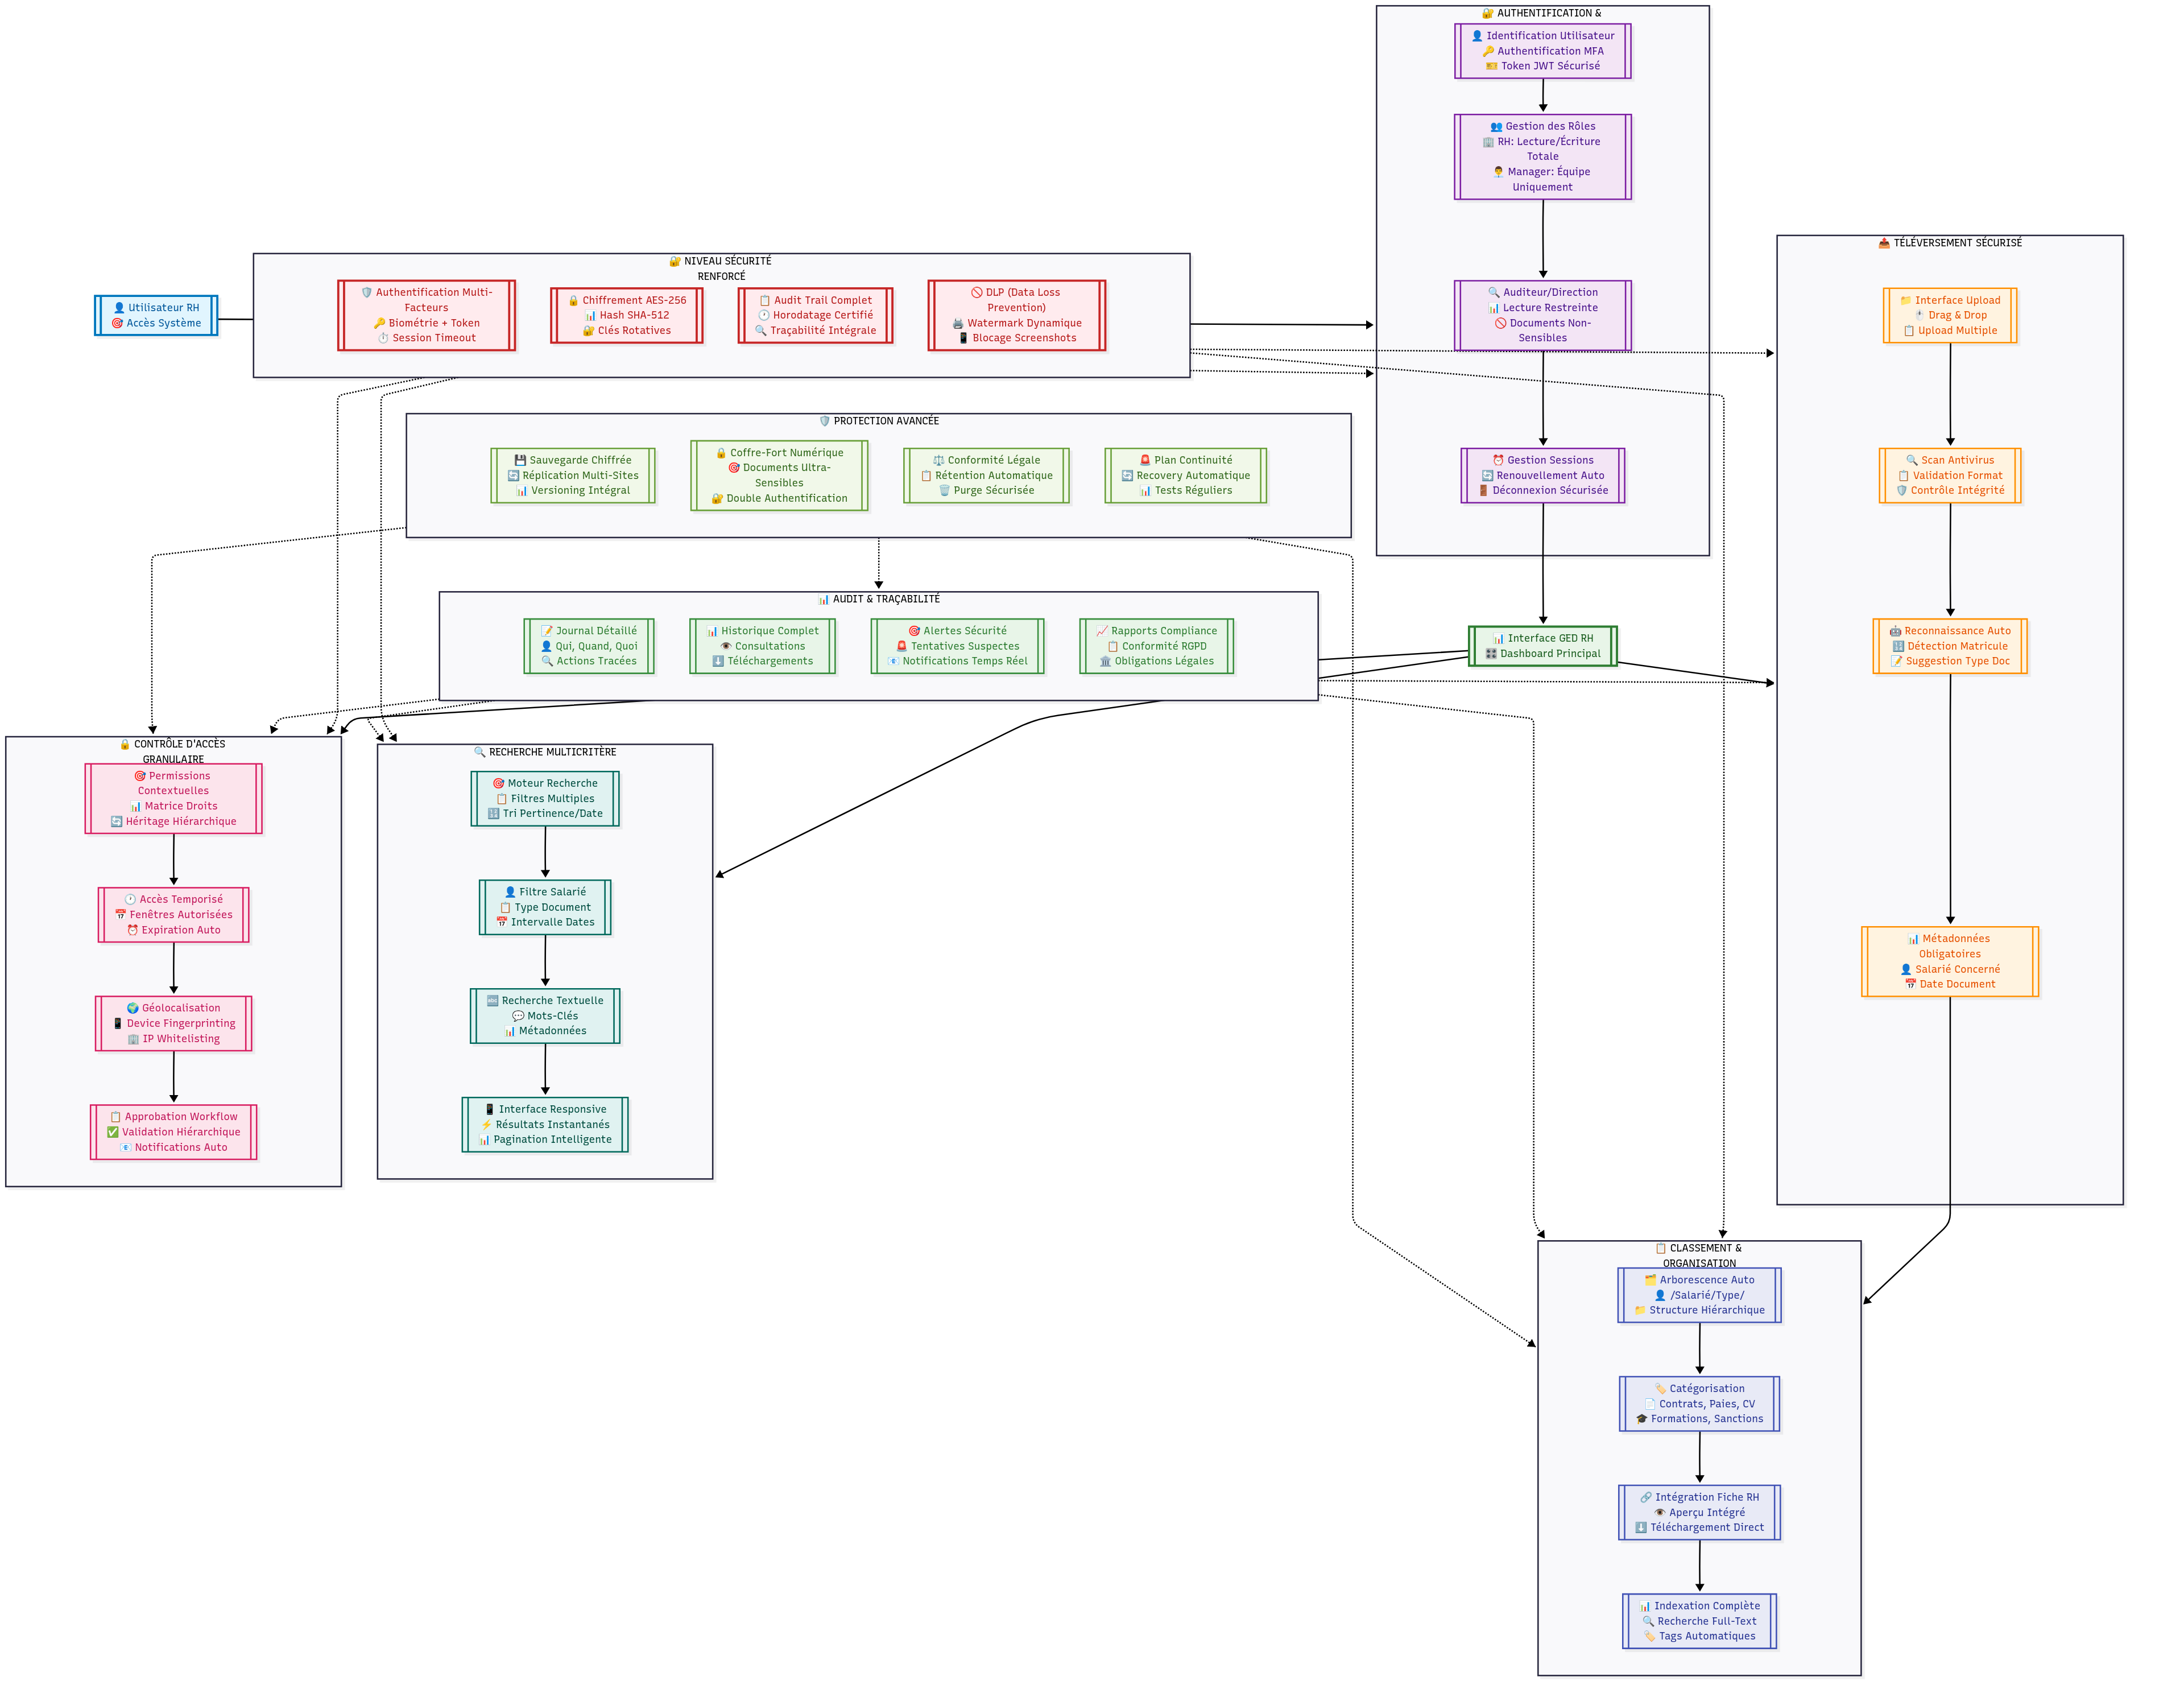 🔐 AUTHENTIFICATION &
👤 Identification Utilisateur
🔑 Authentification MFA
🎫 Token JWT Sécurisé
👥 Gestion des Rôles
🏢 RH: Lecture/Écriture
Totale
👨‍💼 Manager: Équipe
Uniquement
🔍 Auditeur/Direction
📊 Lecture Restreinte
🚫 Documents Non-
Sensibles
⏰ Gestion Sessions
🔄 Renouvellement Auto
🚪 Déconnexion Sécurisée
👤 Utilisateur RH
🎯 Accès Système
🔐 NIVEAU SÉCURITÉ
RENFORCÉ
🛡️ Authentification Multi-
Facteurs
🔑 Biométrie + Token
⏱️ Session Timeout
🔒 Chiffrement AES-256
📊 Hash SHA-512
🔐 Clés Rotatives
📋 Audit Trail Complet
🕐 Horodatage Certifié
🔍 Traçabilité Intégrale
🚫 DLP (Data Loss
Prevention)
🖨️ Watermark Dynamique
📱 Blocage Screenshots
🛡️ PROTECTION AVANCÉE
💾 Sauvegarde Chiffrée
🔄 Réplication Multi-Sites
📊 Versioning Intégral
🔒 Coffre-Fort Numérique
🎯 Documents Ultra-
Sensibles
🔐 Double Authentification
⚖️ Conformité Légale
📋 Rétention Automatique
🗑️ Purge Sécurisée
🚨 Plan Continuité
🔄 Recovery Automatique
📊 Tests Réguliers
📊 AUDIT & TRAÇABILITÉ
📝 Journal Détaillé
👤 Qui, Quand, Quoi
🔍 Actions Tracées
📊 Historique Complet
👁️ Consultations
⬇️ Téléchargements
🎯 Alertes Sécurité
🚨 Tentatives Suspectes
📧 Notifications Temps Réel
📈 Rapports Compliance
📋 Conformité RGPD
🏛️ Obligations Légales
📊 Interface GED RH
🎛️ Dashboard Principal
📤 TÉLÉVERSEMENT SÉCURISÉ
📁 Interface Upload
🖱️ Drag & Drop
📋 Upload Multiple
🔍 Scan Antivirus
📋 Validation Format
🛡️ Contrôle Intégrité
🤖 Reconnaissance Auto
🔢 Détection Matricule
📝 Suggestion Type Doc
📊 Métadonnées
Obligatoires
👤 Salarié Concerné
📅 Date Document
🔒 CONTRÔLE D'ACCÈS
GRANULAIRE
🎯 Permissions
Contextuelles
📊 Matrice Droits
🔄 Héritage Hiérarchique
🕐 Accès Temporisé
📅 Fenêtres Autorisées
⏰ Expiration Auto
🌍 Géolocalisation
📱 Device Fingerprinting
🏢 IP Whitelisting
📋 Approbation Workflow
✅ Validation Hiérarchique
📧 Notifications Auto
🔍 RECHERCHE MULTICRITÈRE
🎯 Moteur Recherche
📋 Filtres Multiples
🔢 Tri Pertinence/Date
👤 Filtre Salarié
📋 Type Document
📅 Intervalle Dates
🔤 Recherche Textuelle
💬 Mots-Clés
📊 Métadonnées
📱 Interface Responsive
⚡ Résultats Instantanés
📊 Pagination Intelligente
📋 CLASSEMENT &
ORGANISATION
🗂️ Arborescence Auto
👤 /Salarié/Type/
📁 Structure Hiérarchique
🏷️ Catégorisation
📄 Contrats, Paies, CV
🎓 Formations, Sanctions
🔗 Intégration Fiche RH
👁️ Aperçu Intégré
⬇️ Téléchargement Direct
📊 Indexation Complète
🔍 Recherche Full-Text
🏷️ Tags Automatiques